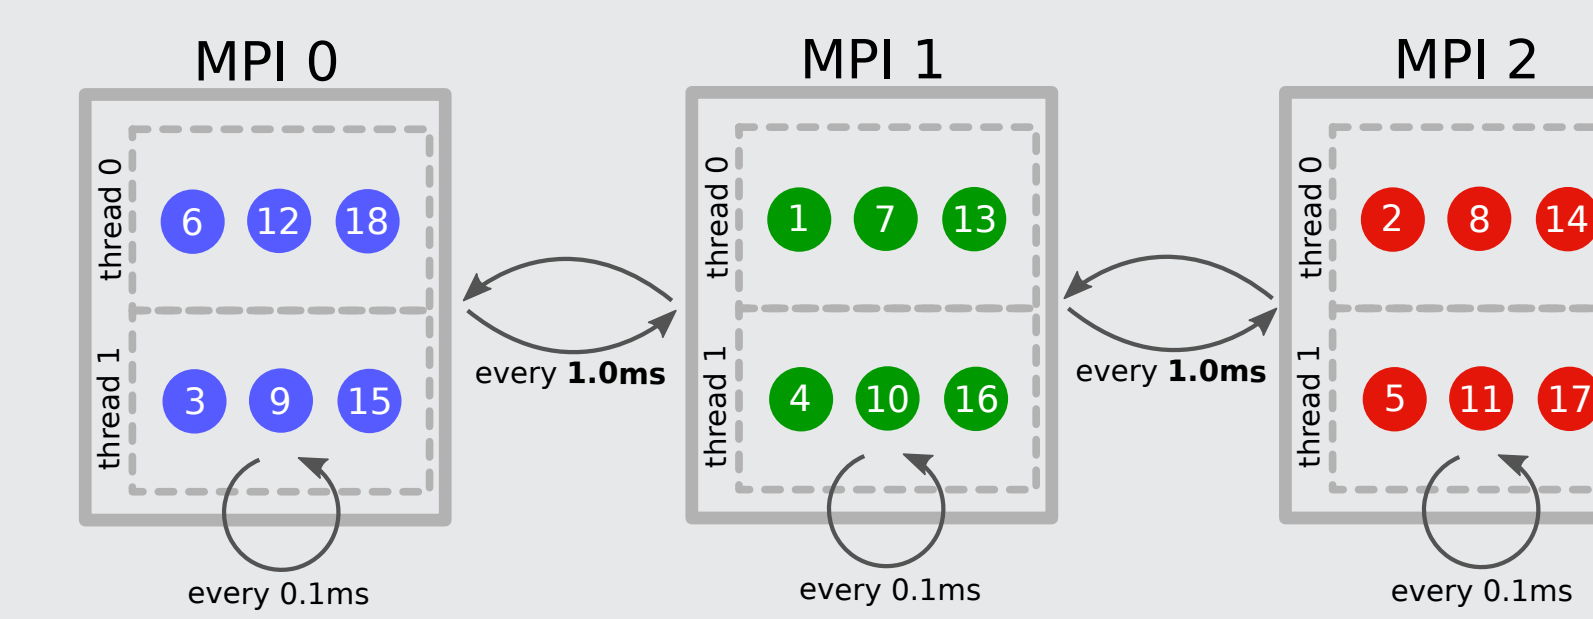 MPI 0
MPI 1
MPI 2
thread 0
6 12 18
thread 0
1 7 13
thread 0
2 8 14
every 1.0ms
every 1.0ms
thread 1
3 9 15
thread 1
4 10 16
thread 1
5 11 17
every 0.1ms
every 0.1ms
every 0.1ms